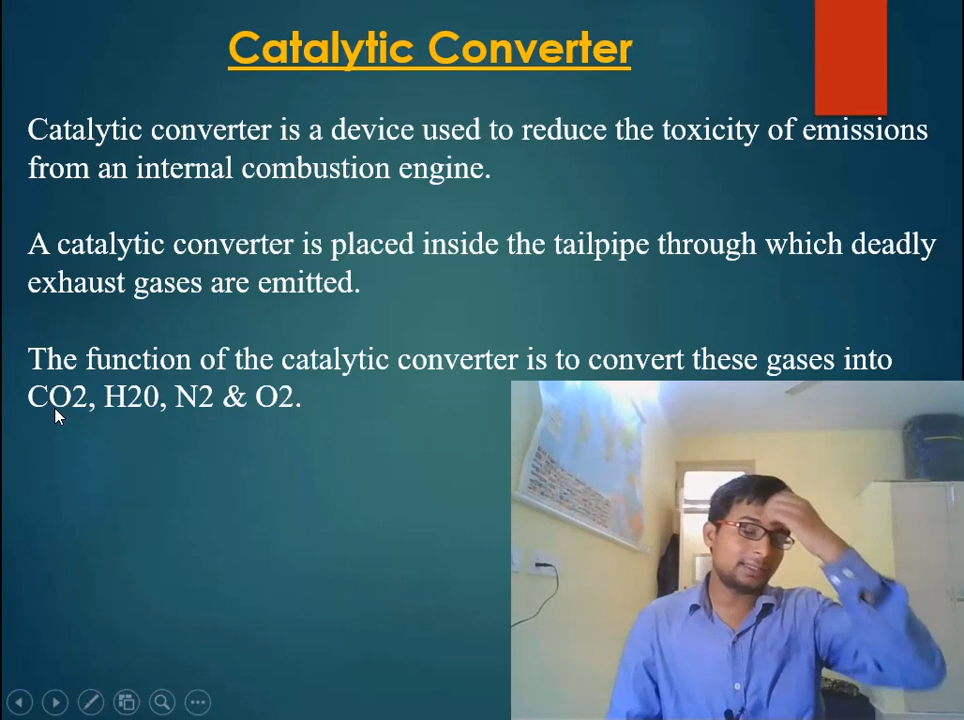 Catalytic Converter
Catalytic converter is a device used to reduce the toxicity of emissions
from an internal combustion engine.
A catalytic converter is placed inside the tailpipe through which deadly
exhaust gases are emitted.
The function of the catalytic converter is to convert these gases into
CO2, H20, N2 & O2.